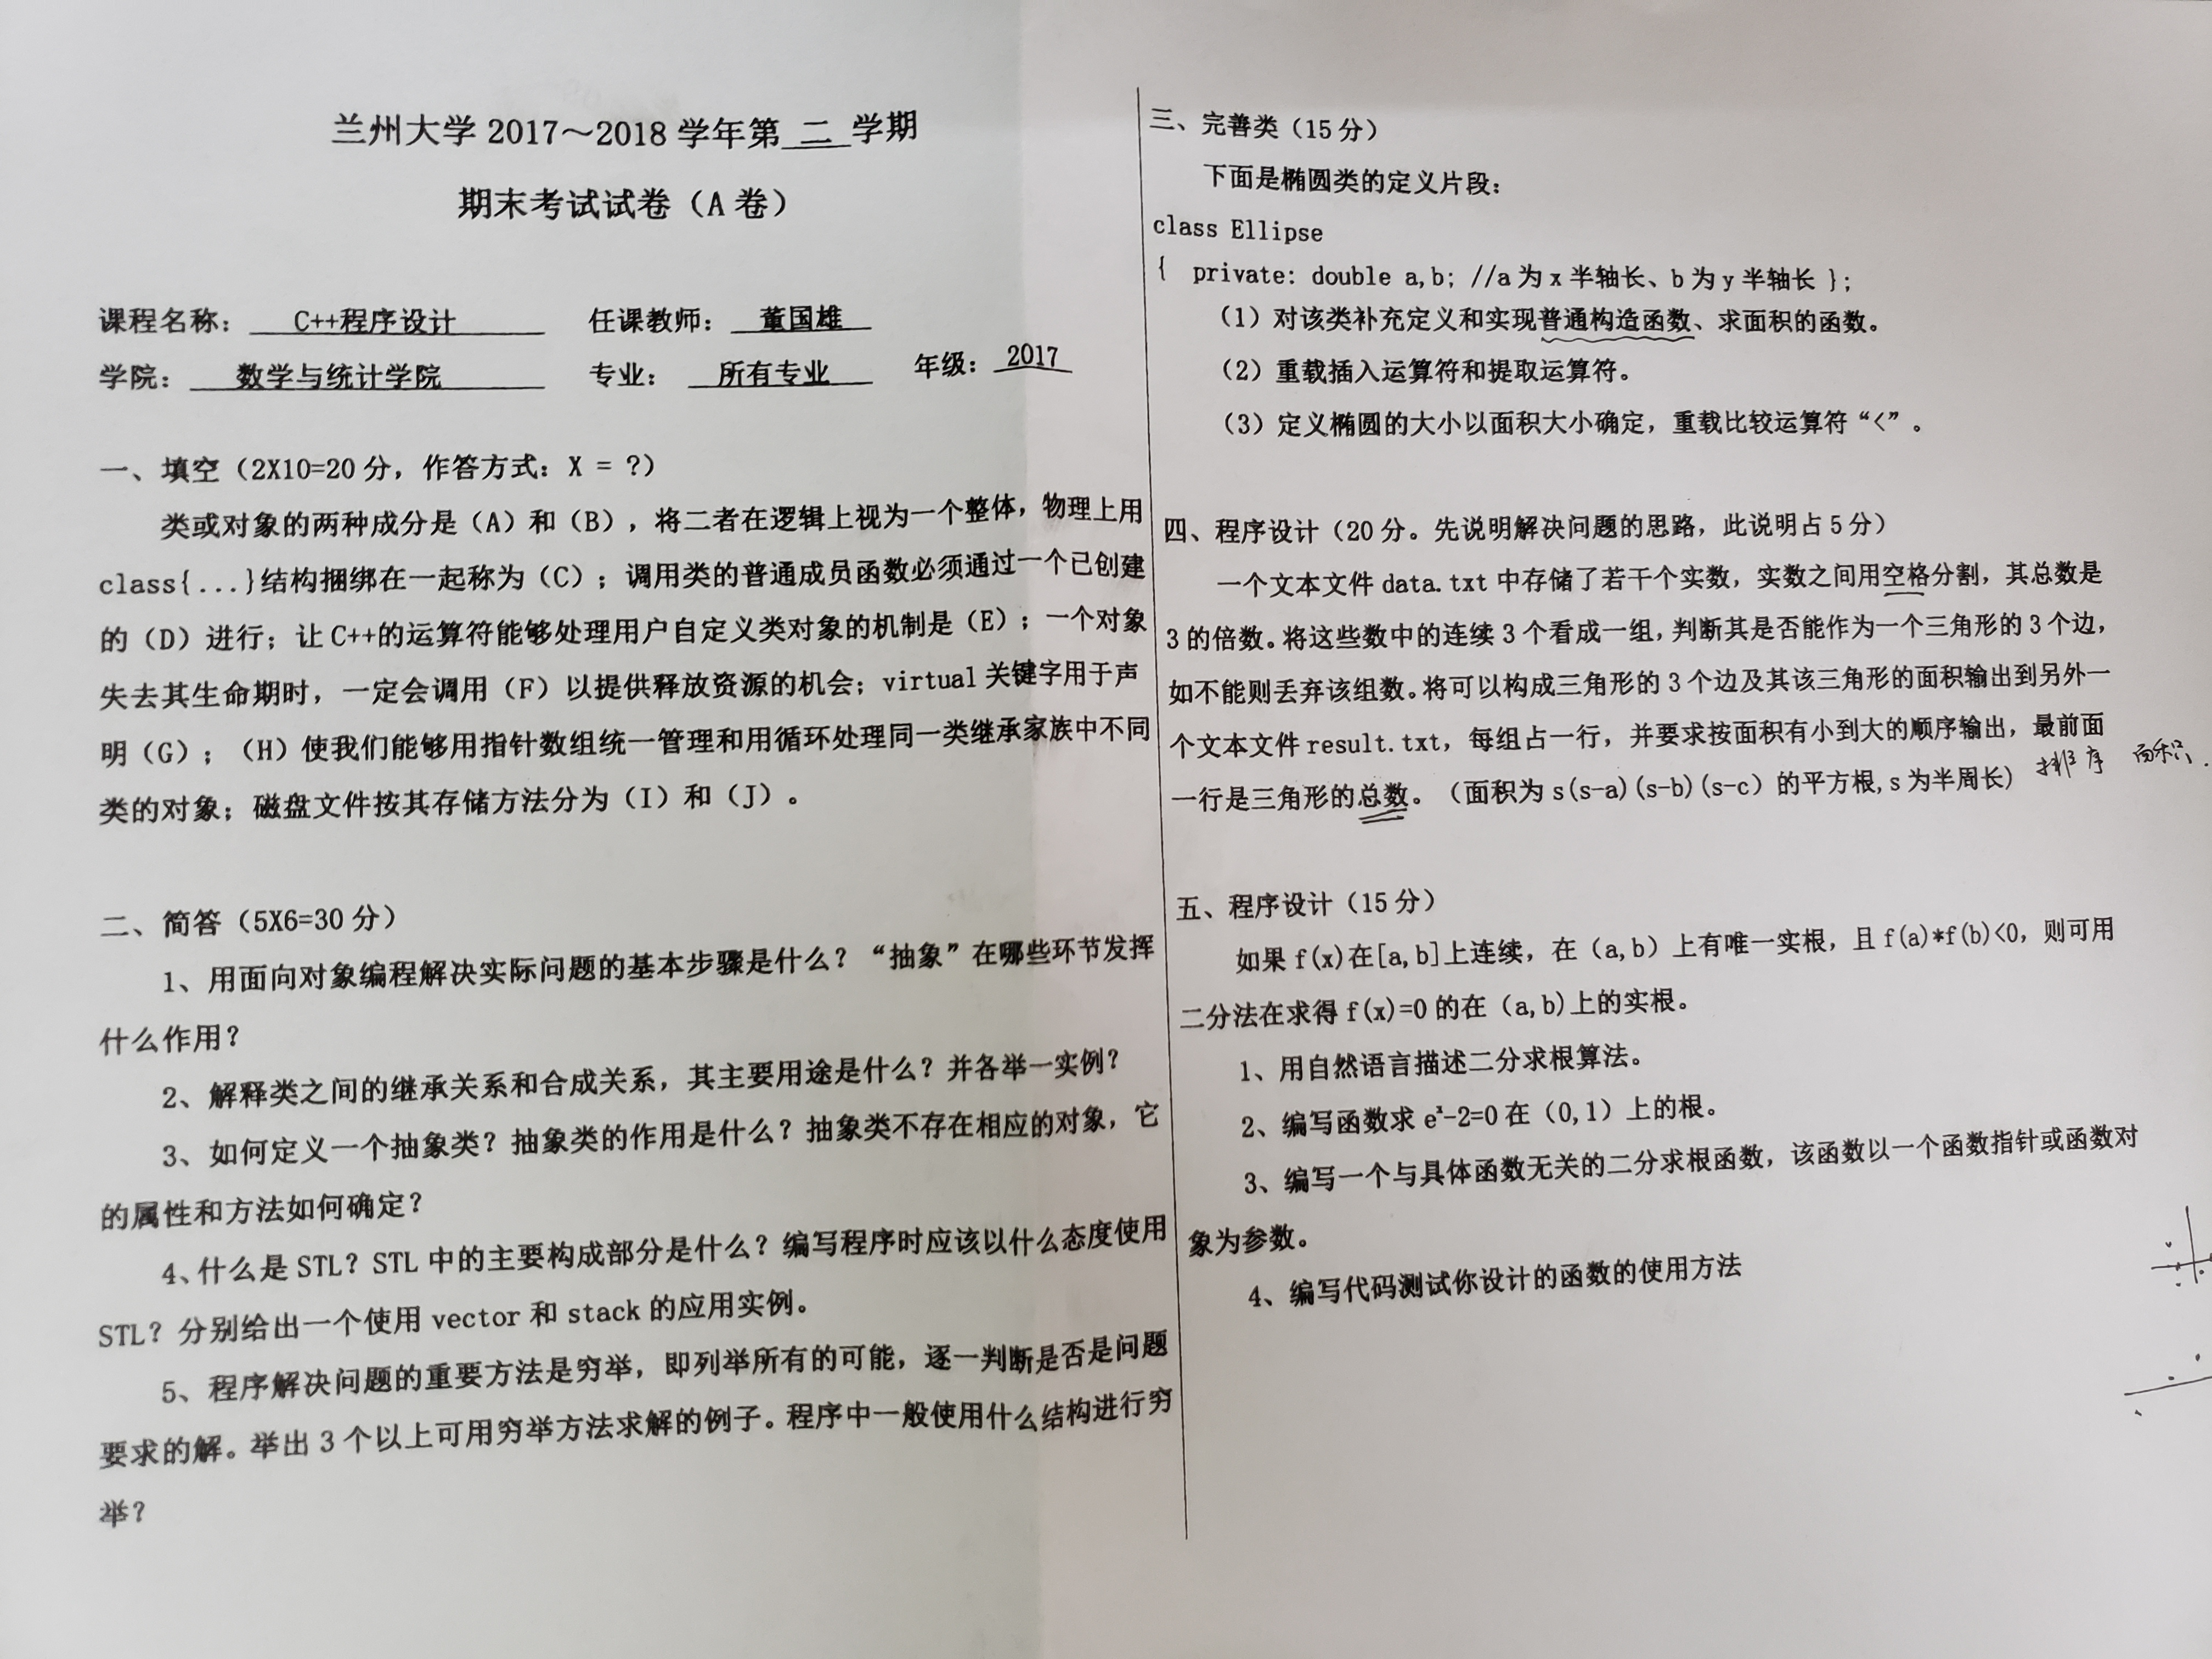 兰州大学 2017～2018 学年第 二 学期
期末考试试卷（A 卷）
课程名称： C++程序设计 任课教师： 董国雄
学院： 数学与统计学院 专业： 所有专业 年级： 2017
一、填空（2X10=20 分，作答方式：X = ?）
类或对象的两种成分是（A）和（B），将二者在逻辑上视为一个整体，物理上用
class{...}结构捆绑在一起称为（C）；调用类的普通成员函数必须通过一个已创建
的（D）进行；让 C++的运算符能够处理用户自定义类对象的机制是（E）；一个对象
失去其生命期时，一定会调用（F）以提供释放资源的机会；virtual 关键字用于声
明（G）；（H）使我们能够用指针数组统一管理和用循环处理同一类继承家族中不同
类的对象；磁盘文件按其存储方法分为（I）和（J）。
二、简答（5X6=30 分）
1、用面向对象编程解决实际问题的基本步骤是什么？“抽象”在哪些环节发挥
什么作用？
2、解释类之间的继承关系和合成关系，其主要用途是什么？并各举一实例？
3、如何定义一个抽象类？抽象类的作用是什么？抽象类不存在相应的对象，它
的属性和方法如何确定？
4、什么是 STL？STL 中的主要构成部分是什么？编写程序时应该以什么态度使用
STL？分别给出一个使用 vector 和 stack 的应用实例。
5、程序解决问题的重要方法是穷举，即列举所有的可能，逐一判断是否是问题
要求的解。举出 3 个以上可用穷举方法求解的例子。程序中一般使用什么结构进行穷
举？
三、完善类（15 分）
下面是椭圆类的定义片段：
class Ellipse
{ private: double a,b; //a 为 x 半轴长、b 为 y 半轴长 };
（1）对该类补充定义和实现普通构造函数、求面积的函数。
（2）重载插入运算符和提取运算符。
（3）定义椭圆的大小以面积大小确定，重载比较运算符“<”。
四、程序设计（20 分。先说明解决问题的思路，此说明占 5 分）
一个文本文件 data.txt 中存储了若干个实数，实数之间用空格分割，其总数是
3 的倍数。将这些数中的连续 3 个看成一组，判断其是否能作为一个三角形的 3 个边，
如不能则丢弃该组数。将可以构成三角形的 3 个边及其该三角形的面积输出到另外一
个文本文件 result.txt，每组占一行，并要求按面积有小到大的顺序输出，最前面
一行是三角形的总数。（面积为 s(s-a)(s-b)(s-c）的平方根,s 为半周长) 排序 面积.
五、程序设计（15 分）
如果 f(x)在[a,b]上连续，在（a,b）上有唯一实根，且 f(a)*f(b)<0，则可用
二分法在求得 f(x)=0 的在（a,b)上的实根。
1、用自然语言描述二分求根算法。
2、编写函数求 eˣ-2=0 在（0,1）上的根。
3、编写一个与具体函数无关的二分求根函数，该函数以一个函数指针或函数对
象为参数。
4、编写代码测试你设计的函数的使用方法